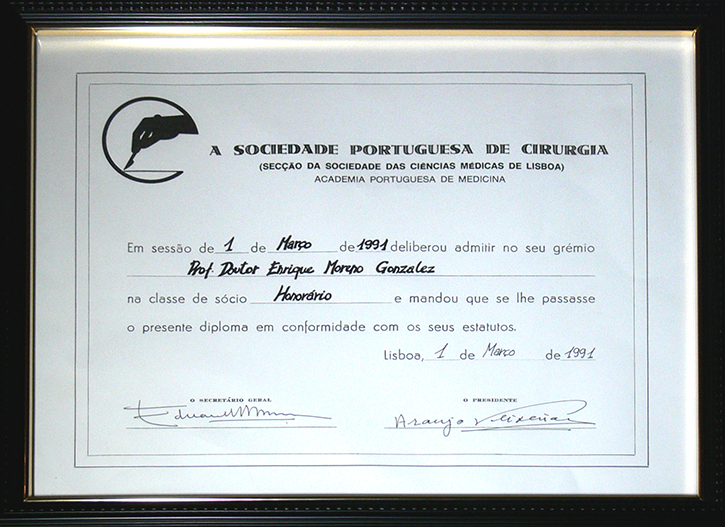 A SOCIEDADE PORTUGUESA DE CIRURGIA
(SECÇÃO DA SOCIEDADE DAS CIÊNCIAS MÉDICAS DE LISBOA)
ACADEMIA PORTUGUESA DE MEDICINA
Em sessão de 1 de Março de 1991 deliberou admitir no seu grémio
Prof. Doutor Enrique Moreno Gonzalez
na classe de sócio Honorário e mandou que se lhe passasse
o presente diploma em conformidade com os seus estatutos.
Lisboa, 1 de Março de 1991
O SECRETÁRIO GERAL O PRESIDENTE
Araujo